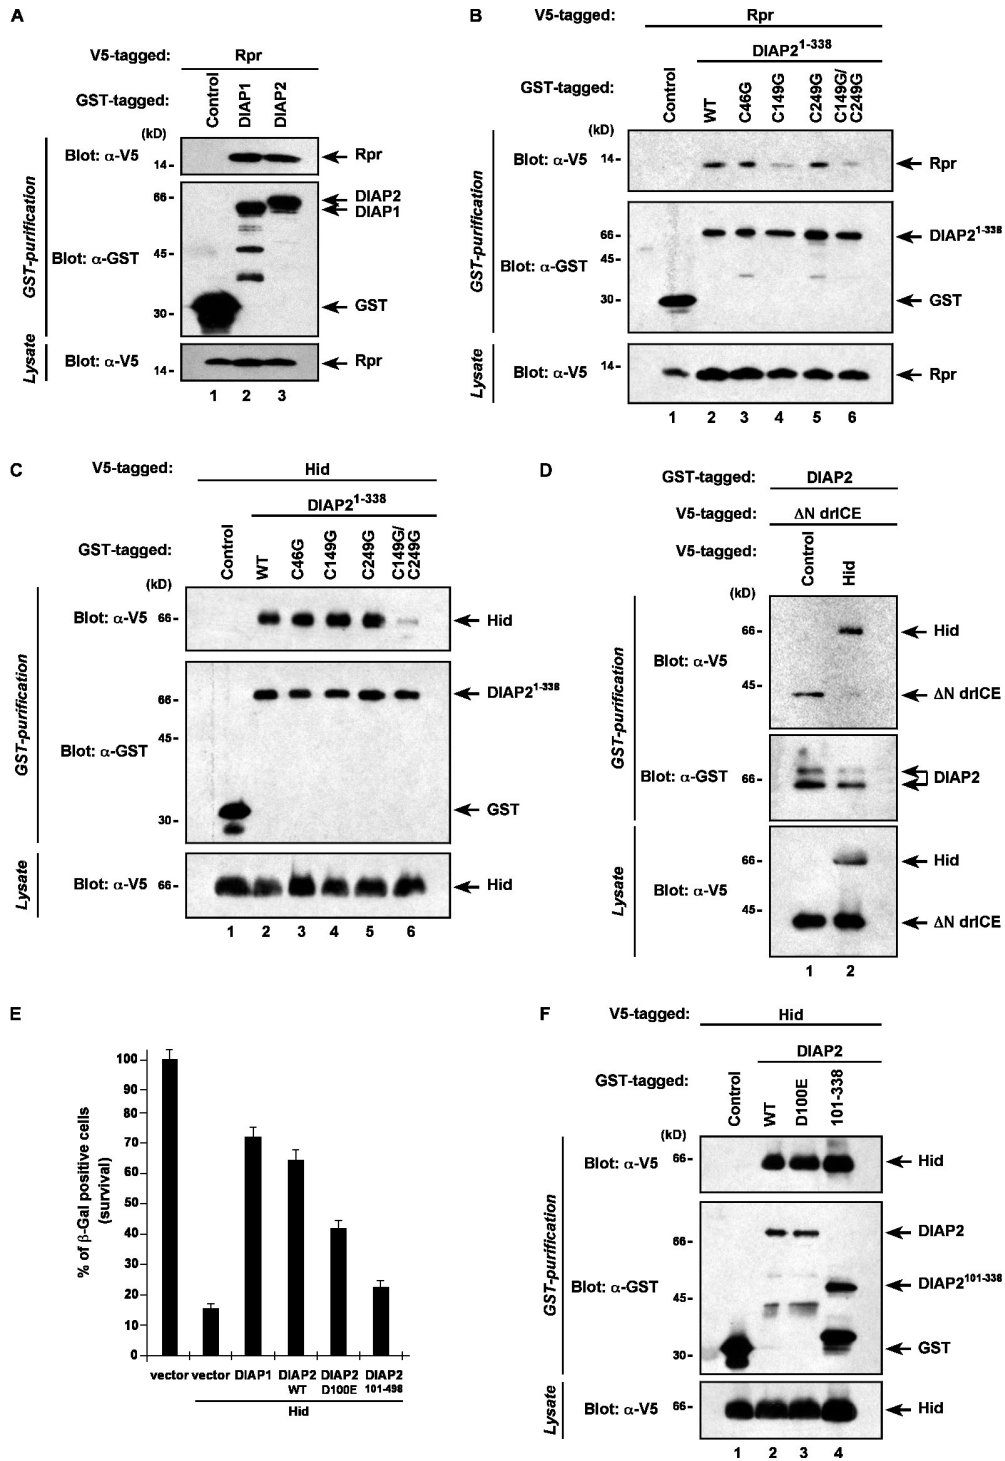 A
V5-tagged: Rpr
GST-tagged: Control DIAP1 DIAP2
(kD)
GST-purification
Blot: α-V5 14- Rpr
66- DIAP2
DIAP1
45-
Blot: α-GST
30- GST
Lysate
Blot: α-V5 14- Rpr
1 2 3
B
V5-tagged: Rpr
DIAP2^1-338
GST-tagged: Control WT C46G C149G C249G C149G/ C249G
(kD)
GST-purification
Blot: α-V5 14- Rpr
66- DIAP2^1-338
45-
Blot: α-GST
30- GST
Lysate
Blot: α-V5 14- Rpr
1 2 3 4 5 6
C
V5-tagged: Hid
DIAP2^1-338
GST-tagged: Control WT C46G C149G C249G C149G/ C249G
(kD)
GST-purification
Blot: α-V5 66- Hid
66- DIAP2^1-338
45-
Blot: α-GST
30- GST
Lysate
Blot: α-V5 66- Hid
1 2 3 4 5 6
D
GST-tagged: DIAP2
V5-tagged: ΔN drICE
V5-tagged: Control Hid
(kD)
GST-purification
66- Hid
Blot: α-V5
45- ΔN drICE
Blot: α-GST 66- DIAP2
Lysate
66- Hid
Blot: α-V5
45- ΔN drICE
1 2
E
% of β-Gal positive cells
(survival)
100
90
80
70
60
50
40
30
20
10
0
vector vector DIAP1 DIAP2 WT DIAP2 D100E DIAP2 101-498
Hid
F
V5-tagged: Hid
DIAP2
GST-tagged: Control WT D100E 101-338
(kD)
GST-purification
Blot: α-V5 66- Hid
66- DIAP2
Blot: α-GST DIAP2^101-338
45-
30- GST
Lysate
Blot: α-V5 66- Hid
1 2 3 4